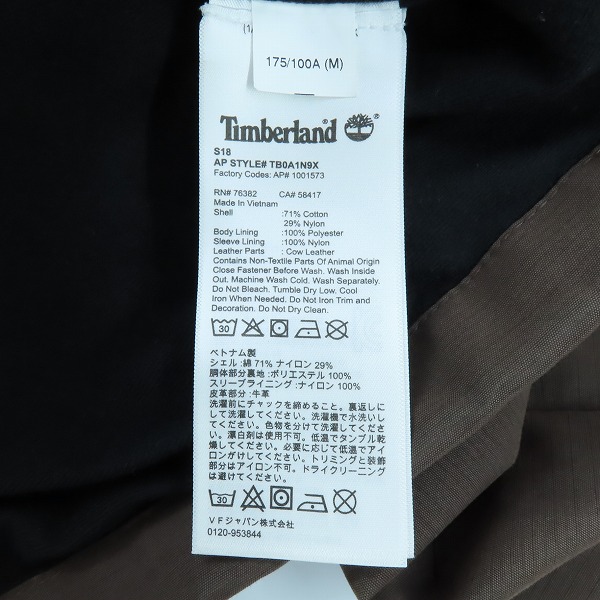 (1/
175/100A (M)
Timberland
S18
AP STYLE# TB0A1N9X
Factory Codes: AP# 1001573
RN# 76382 CA# 58417
Made in Vietnam
Shell :71% Cotton
29% Nylon
Body Lining :100% Polyester
Sleeve Lining :100% Nylon
Leather Parts : Cow Leather
Contains Non-Textile Parts Of Animal Origin
Close Fastener Before Wash. Wash Inside
Out. Machine Wash Cold. Wash Separately.
Do Not Bleach. Tumble Dry Low. Cool
Iron When Needed. Do Not Iron Trim and
Decoration. Do Not Dry Clean.
30
ベトナム製
シェル : 綿 71% ナイロン 29%
胴体部分裏地 : ポリエステル 100%
スリーブライニング : ナイロン 100%
皮革部分 : 牛革
洗濯前にチャックを締めること。裏返しに
して洗濯してください。洗濯機で水洗いし
てください。色物を分けて洗濯してくださ
い。漂白剤は使用不可。低温でタンブル乾
燥してください。必要に応じて低温でアイ
ロンしてください。トリミングと装飾
部分はアイロン不可。ドライクリーニング
は避けてください。
30
VFジャパン株式会社
0120-953844